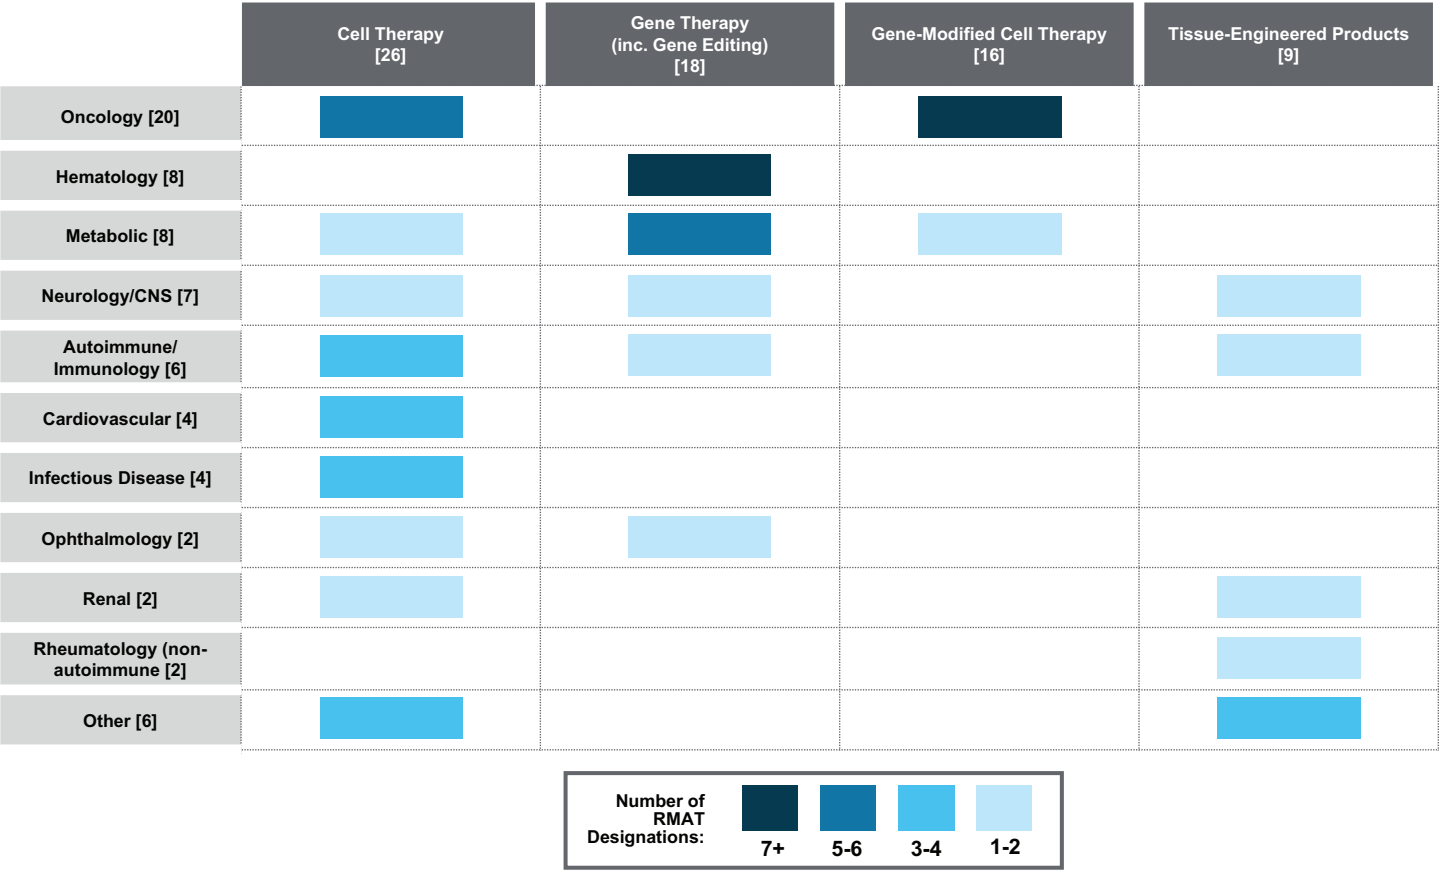 Cell Therapy
[26]
Gene Therapy
(inc. Gene Editing)
[18]
Gene-Modified Cell Therapy
[16]
Tissue-Engineered Products
[9]
Oncology [20]
Hematology [8]
Metabolic [8]
Neurology/CNS [7]
Autoimmune/
Immunology [6]
Cardiovascular [4]
Infectious Disease [4]
Ophthalmology [2]
Renal [2]
Rheumatology (non-
autoimmune [2]
Other [6]
Number of
RMAT
Designations:
7+
5-6
3-4
1-2